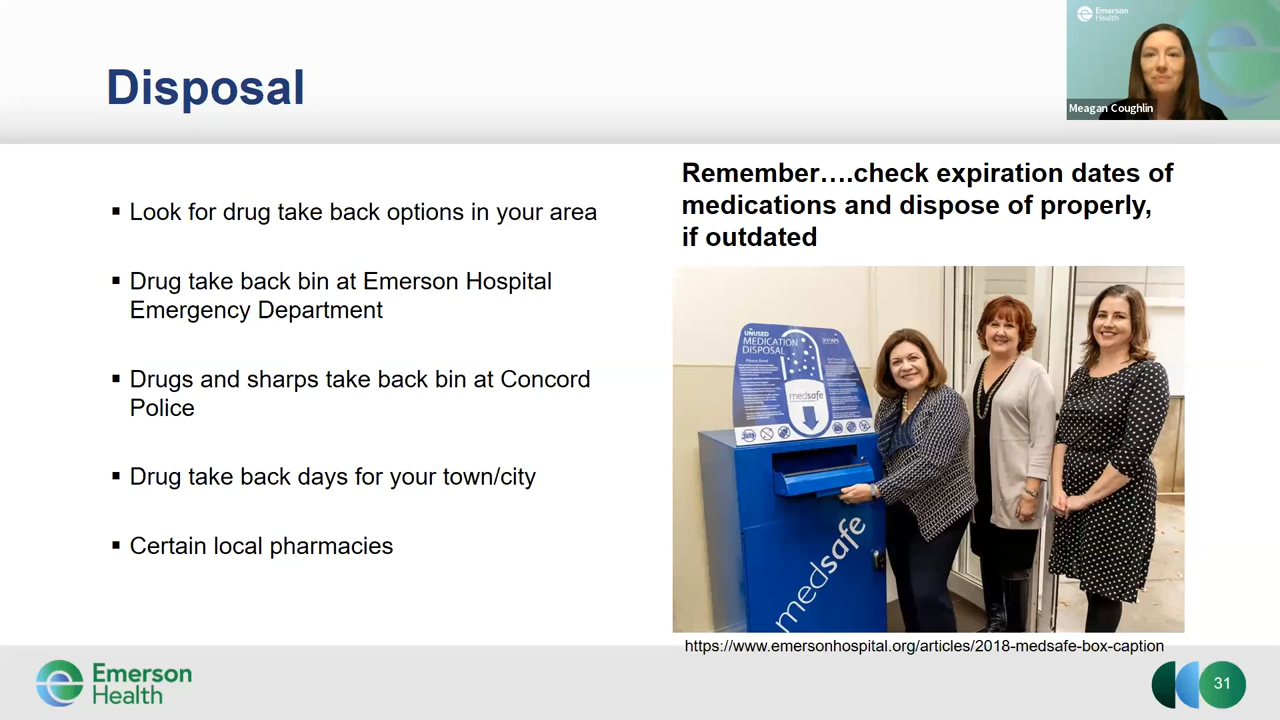 Disposal
Emerson
Health
Meagan Coughlin
▪ Look for drug take back options in your area
▪ Drug take back bin at Emerson Hospital
Emergency Department
▪ Drugs and sharps take back bin at Concord
Police
▪ Drug take back days for your town/city
▪ Certain local pharmacies
Remember….check expiration dates of
medications and dispose of properly,
if outdated
UNUSED
MEDICATION
DISPOSAL
medsafe
medsafe
https://www.emersonhospital.org/articles/2018-medsafe-box-caption
Emerson
Health
31